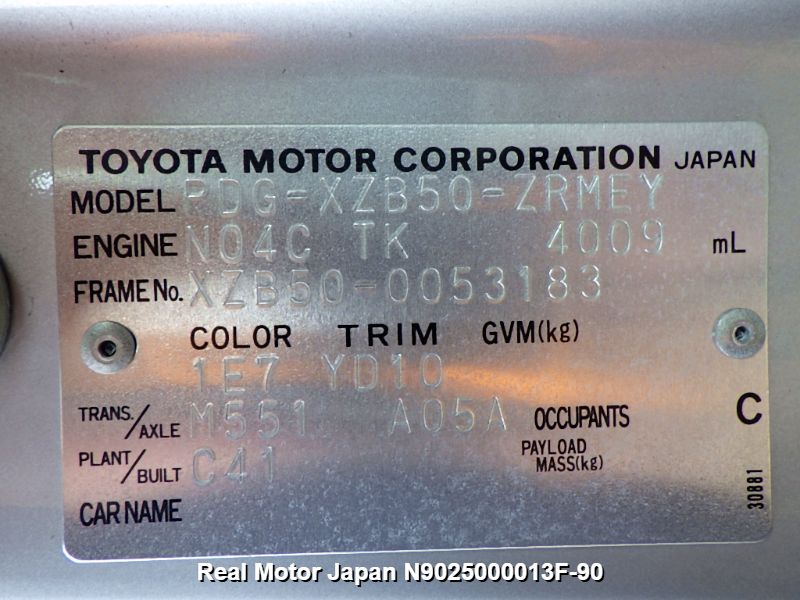 TOYOTA MOTOR CORPORATION JAPAN
MODEL PDG-XZB50-ZRMEY
ENGINE N04C TK 4009 mL
FRAME No. XZB50-0053183
COLOR TRIM GVM(kg)
1E7 YD10
TRANS./AXLE M551 A05A OCCUPANTS C
PAYLOAD MASS(kg)
PLANT/BUILT C41
CAR NAME
30881
Real Motor Japan N9025000013F-90